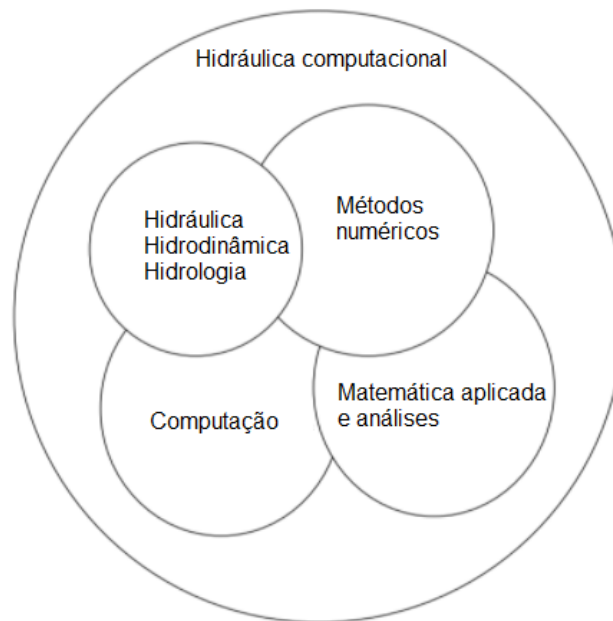 Hidráulica computacional
Hidráulica
Hidrodinâmica
Hidrologia
Métodos
numéricos
Computação
Matemática aplicada
e análises